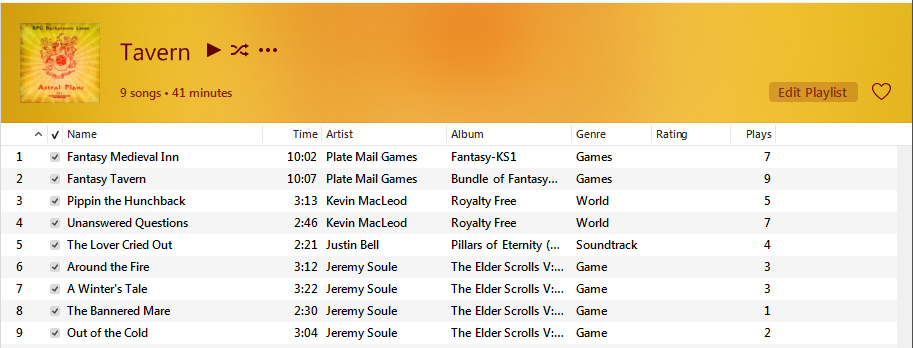 RPG Background Loops
Astral Plane
Tavern
9 songs • 41 minutes
Edit Playlist
Name Time Artist Album Genre Rating Plays
1 Fantasy Medieval Inn 10:02 Plate Mail Games Fantasy-KS1 Games 7
2 Fantasy Tavern 10:07 Plate Mail Games Bundle of Fantasy... Games 9
3 Pippin the Hunchback 3:13 Kevin MacLeod Royalty Free World 5
4 Unanswered Questions 2:46 Kevin MacLeod Royalty Free World 7
5 The Lover Cried Out 2:21 Justin Bell Pillars of Eternity (... Soundtrack 4
6 Around the Fire 3:12 Jeremy Soule The Elder Scrolls V:... Game 3
7 A Winter's Tale 3:22 Jeremy Soule The Elder Scrolls V:... Game 3
8 The Bannered Mare 2:30 Jeremy Soule The Elder Scrolls V:... Game 1
9 Out of the Cold 3:04 Jeremy Soule The Elder Scrolls V:... Game 2